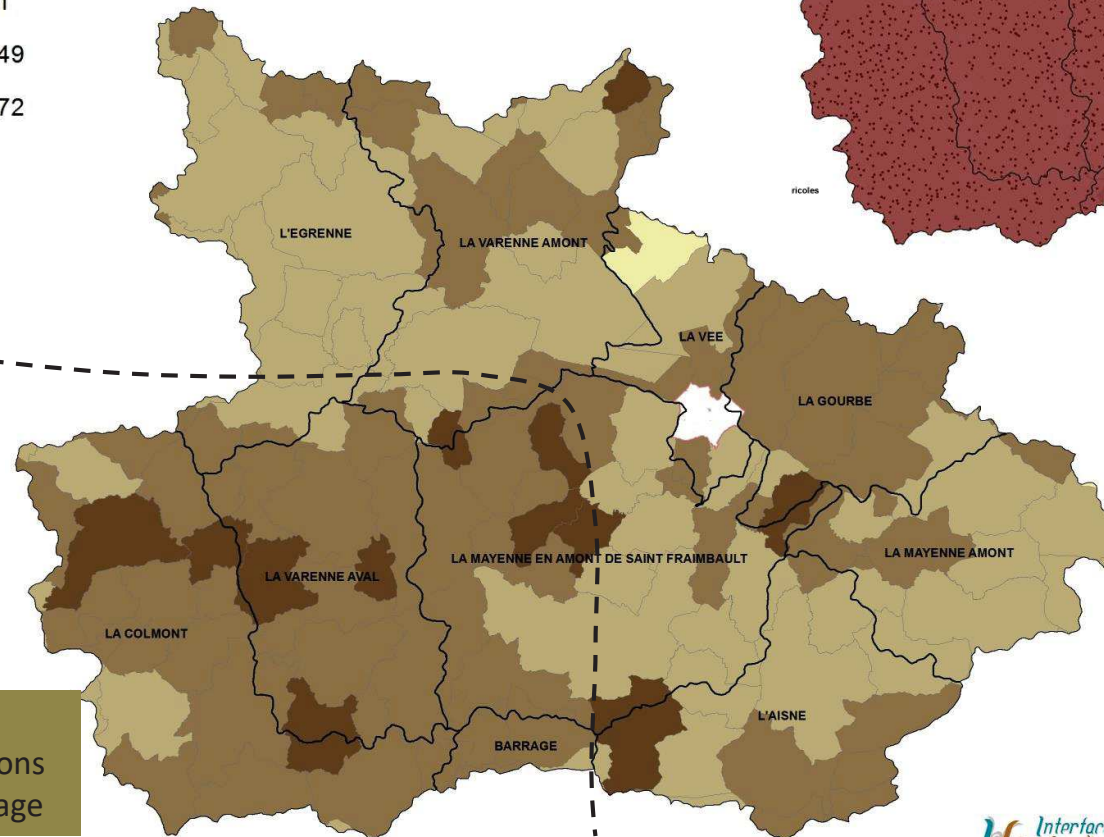 49
72
ricoles
L'EGRENNE
LA VARENNE AMONT
LA VEE
LA GOURBE
LA MAYENNE EN AMONT DE SAINT FRAIMBAULT
LA MAYENNE AMONT
LA VARENNE AVAL
LA COLMONT
L'AISNE
BARRAGE
ons
age
Interfac